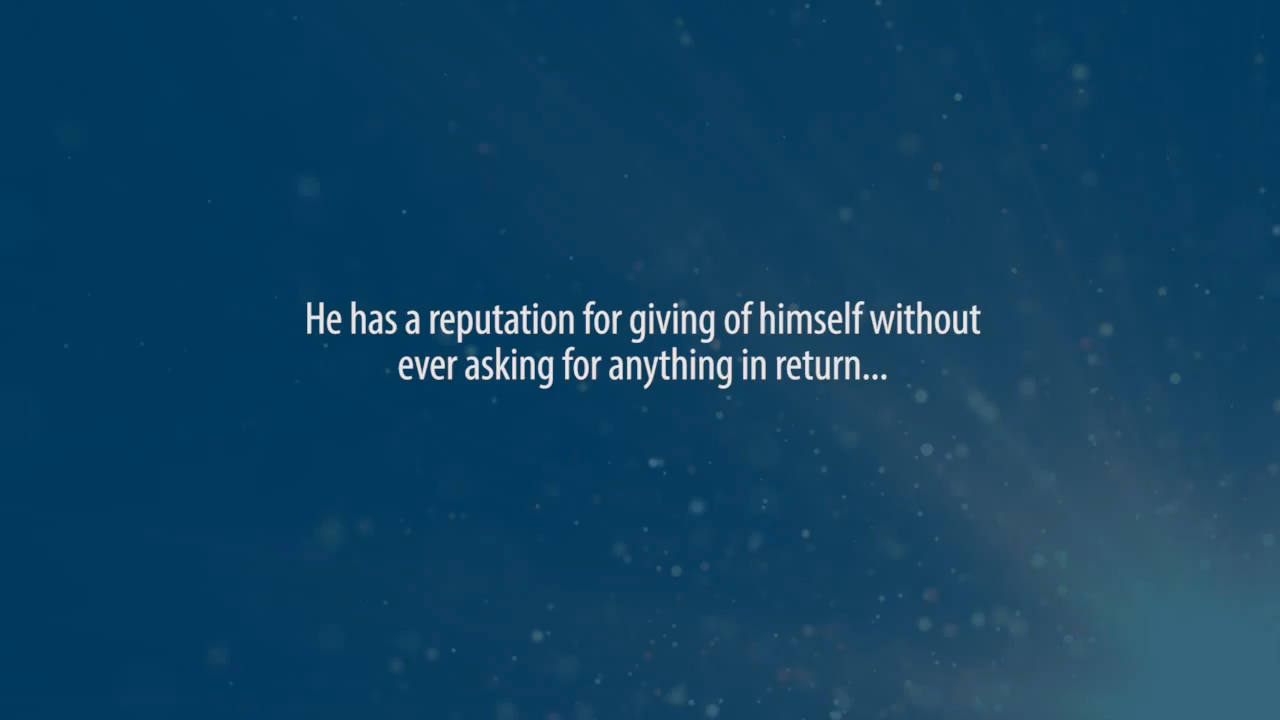 He has a reputation for giving of himself without
ever asking for anything in return...